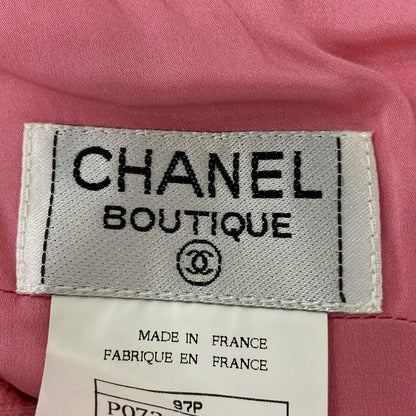 CHANEL
BOUTIQUE
MADE IN FRANCE
FABRIQUE EN FRANCE
97P